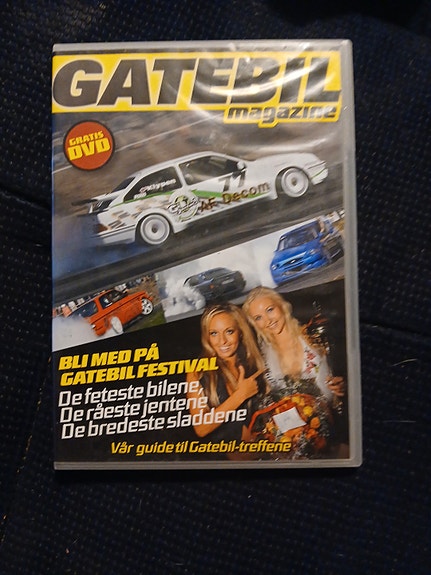 GATEBIL
magazine
GRATIS
DVD
77
AF Decom
BLI MED PÅ
GATEBIL FESTIVAL
De feteste bilene,
De råeste jentene
De bredeste sladdene
Vår guide til Gatebil-treffene